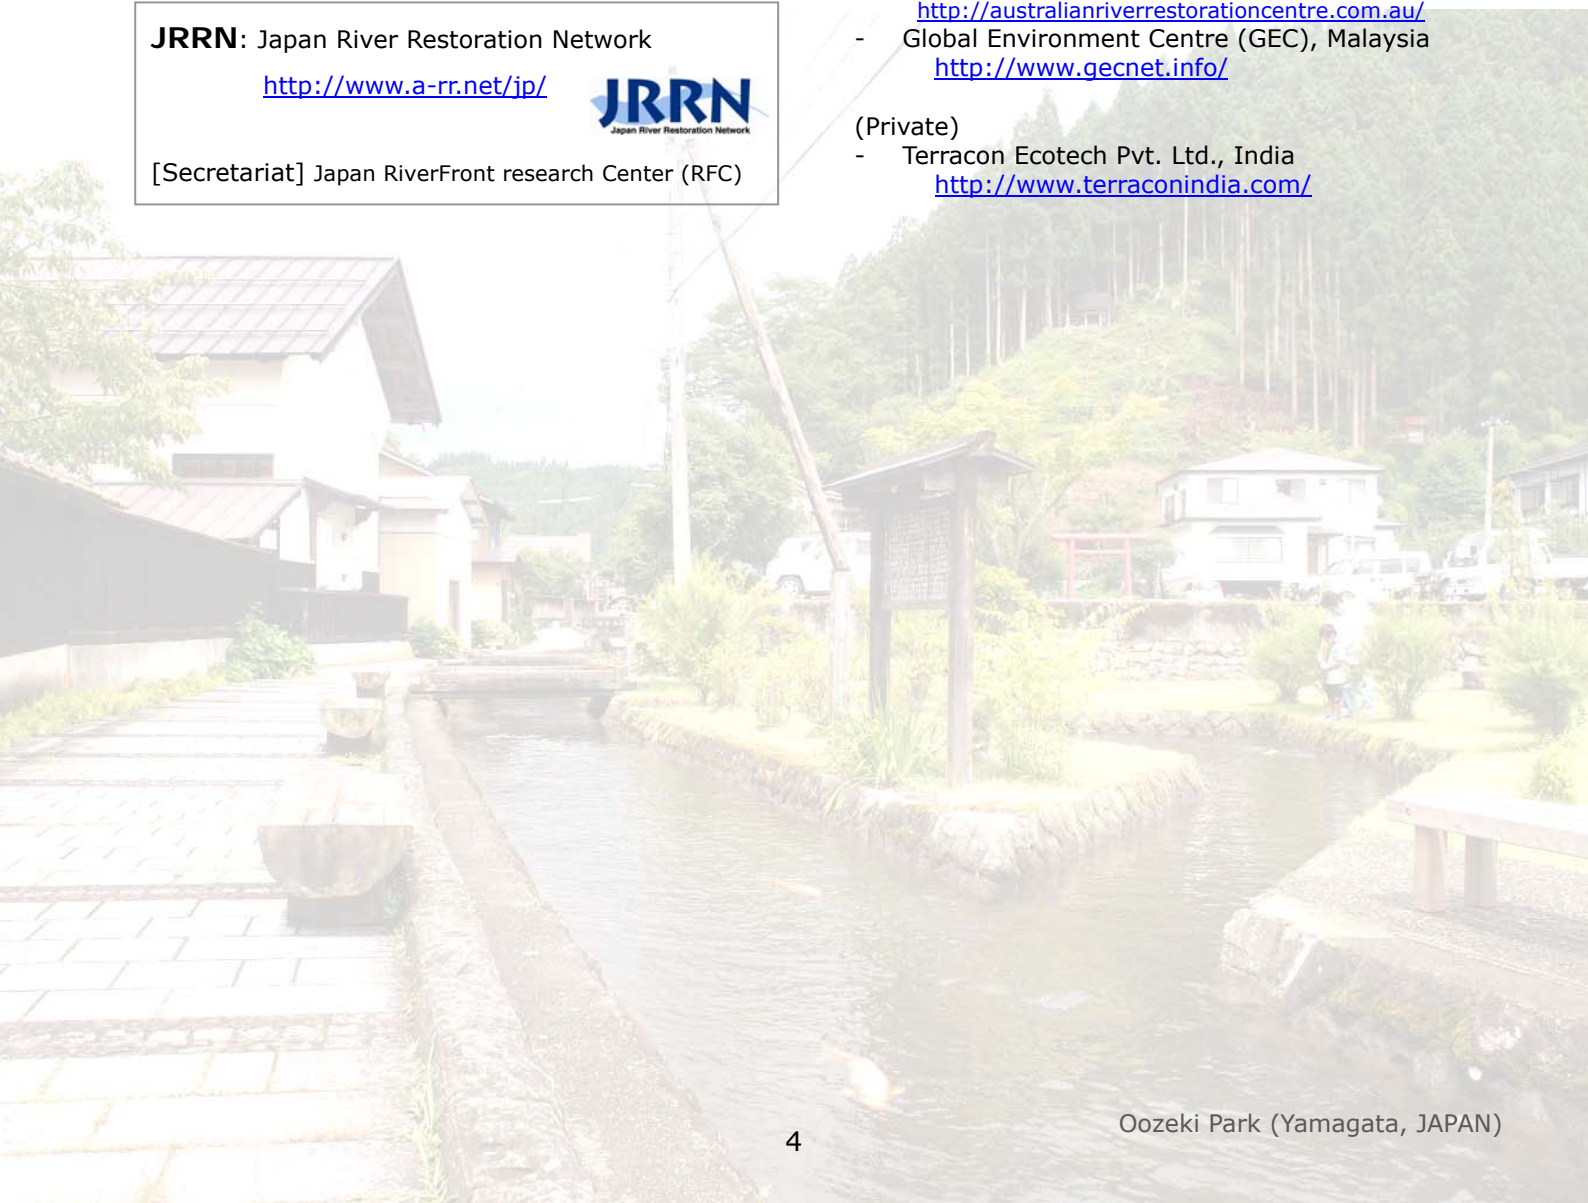 JRRN: Japan River Restoration Network
http://www.a-rr.net/jp/
JRRN
Japan River Restoration Network
[Secretariat] Japan RiverFront research Center (RFC)
http://australianriverrestorationcentre.com.au/
- Global Environment Centre (GEC), Malaysia
http://www.gecnet.info/
(Private)
- Terracon Ecotech Pvt. Ltd., India
http://www.terraconindia.com/
Oozeki Park (Yamagata, JAPAN)
4